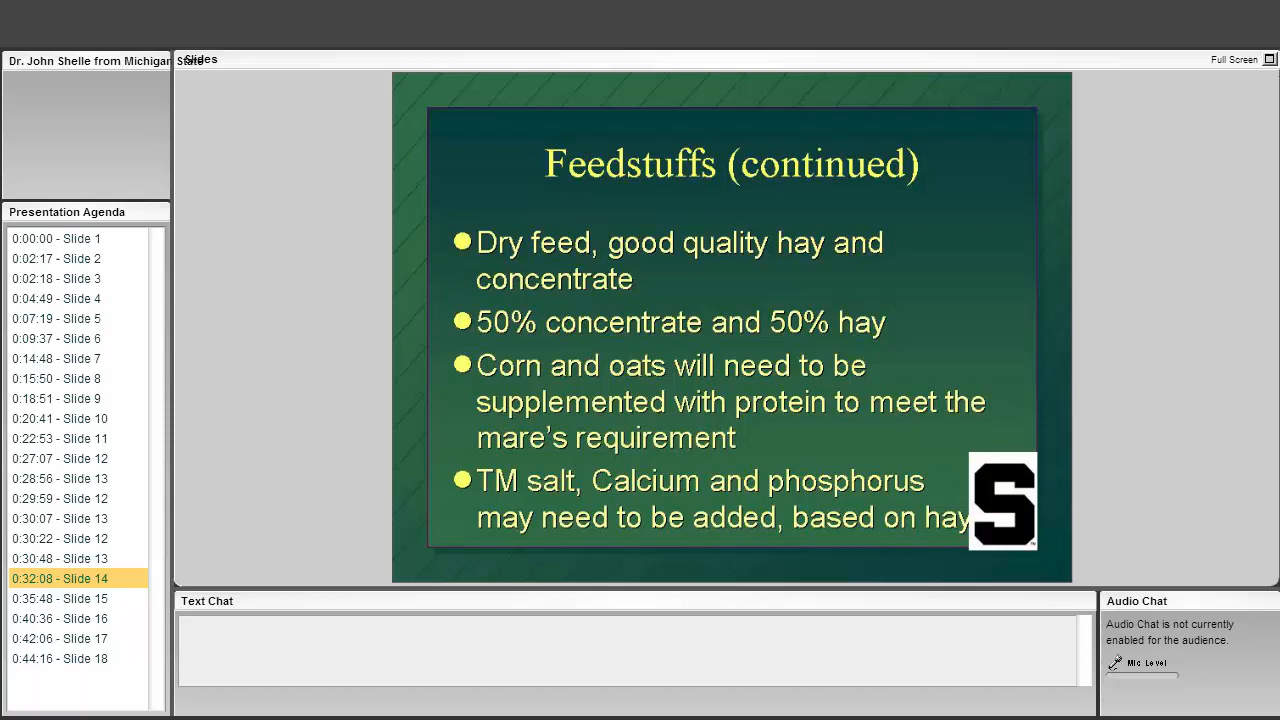 Dr. John Shelle from Michigan State
Slides
Full Screen
Presentation Agenda
0:00:00 - Slide 1
0:02:17 - Slide 2
0:02:18 - Slide 3
0:04:49 - Slide 4
0:07:19 - Slide 5
0:09:37 - Slide 6
0:14:48 - Slide 7
0:15:50 - Slide 8
0:18:51 - Slide 9
0:20:41 - Slide 10
0:22:53 - Slide 11
0:27:07 - Slide 12
0:28:56 - Slide 13
0:29:59 - Slide 12
0:30:07 - Slide 13
0:30:22 - Slide 12
0:30:48 - Slide 13
0:32:08 - Slide 14
0:35:48 - Slide 15
0:40:36 - Slide 16
0:42:06 - Slide 17
0:44:16 - Slide 18
Feedstuffs (continued)
Dry feed, good quality hay and
concentrate
50% concentrate and 50% hay
Corn and oats will need to be
supplemented with protein to meet the
mare's requirement
TM salt, Calcium and phosphorus
may need to be added, based on hay
S
Text Chat
Audio Chat
Audio Chat is not currently
enabled for the audience.
Mic Level